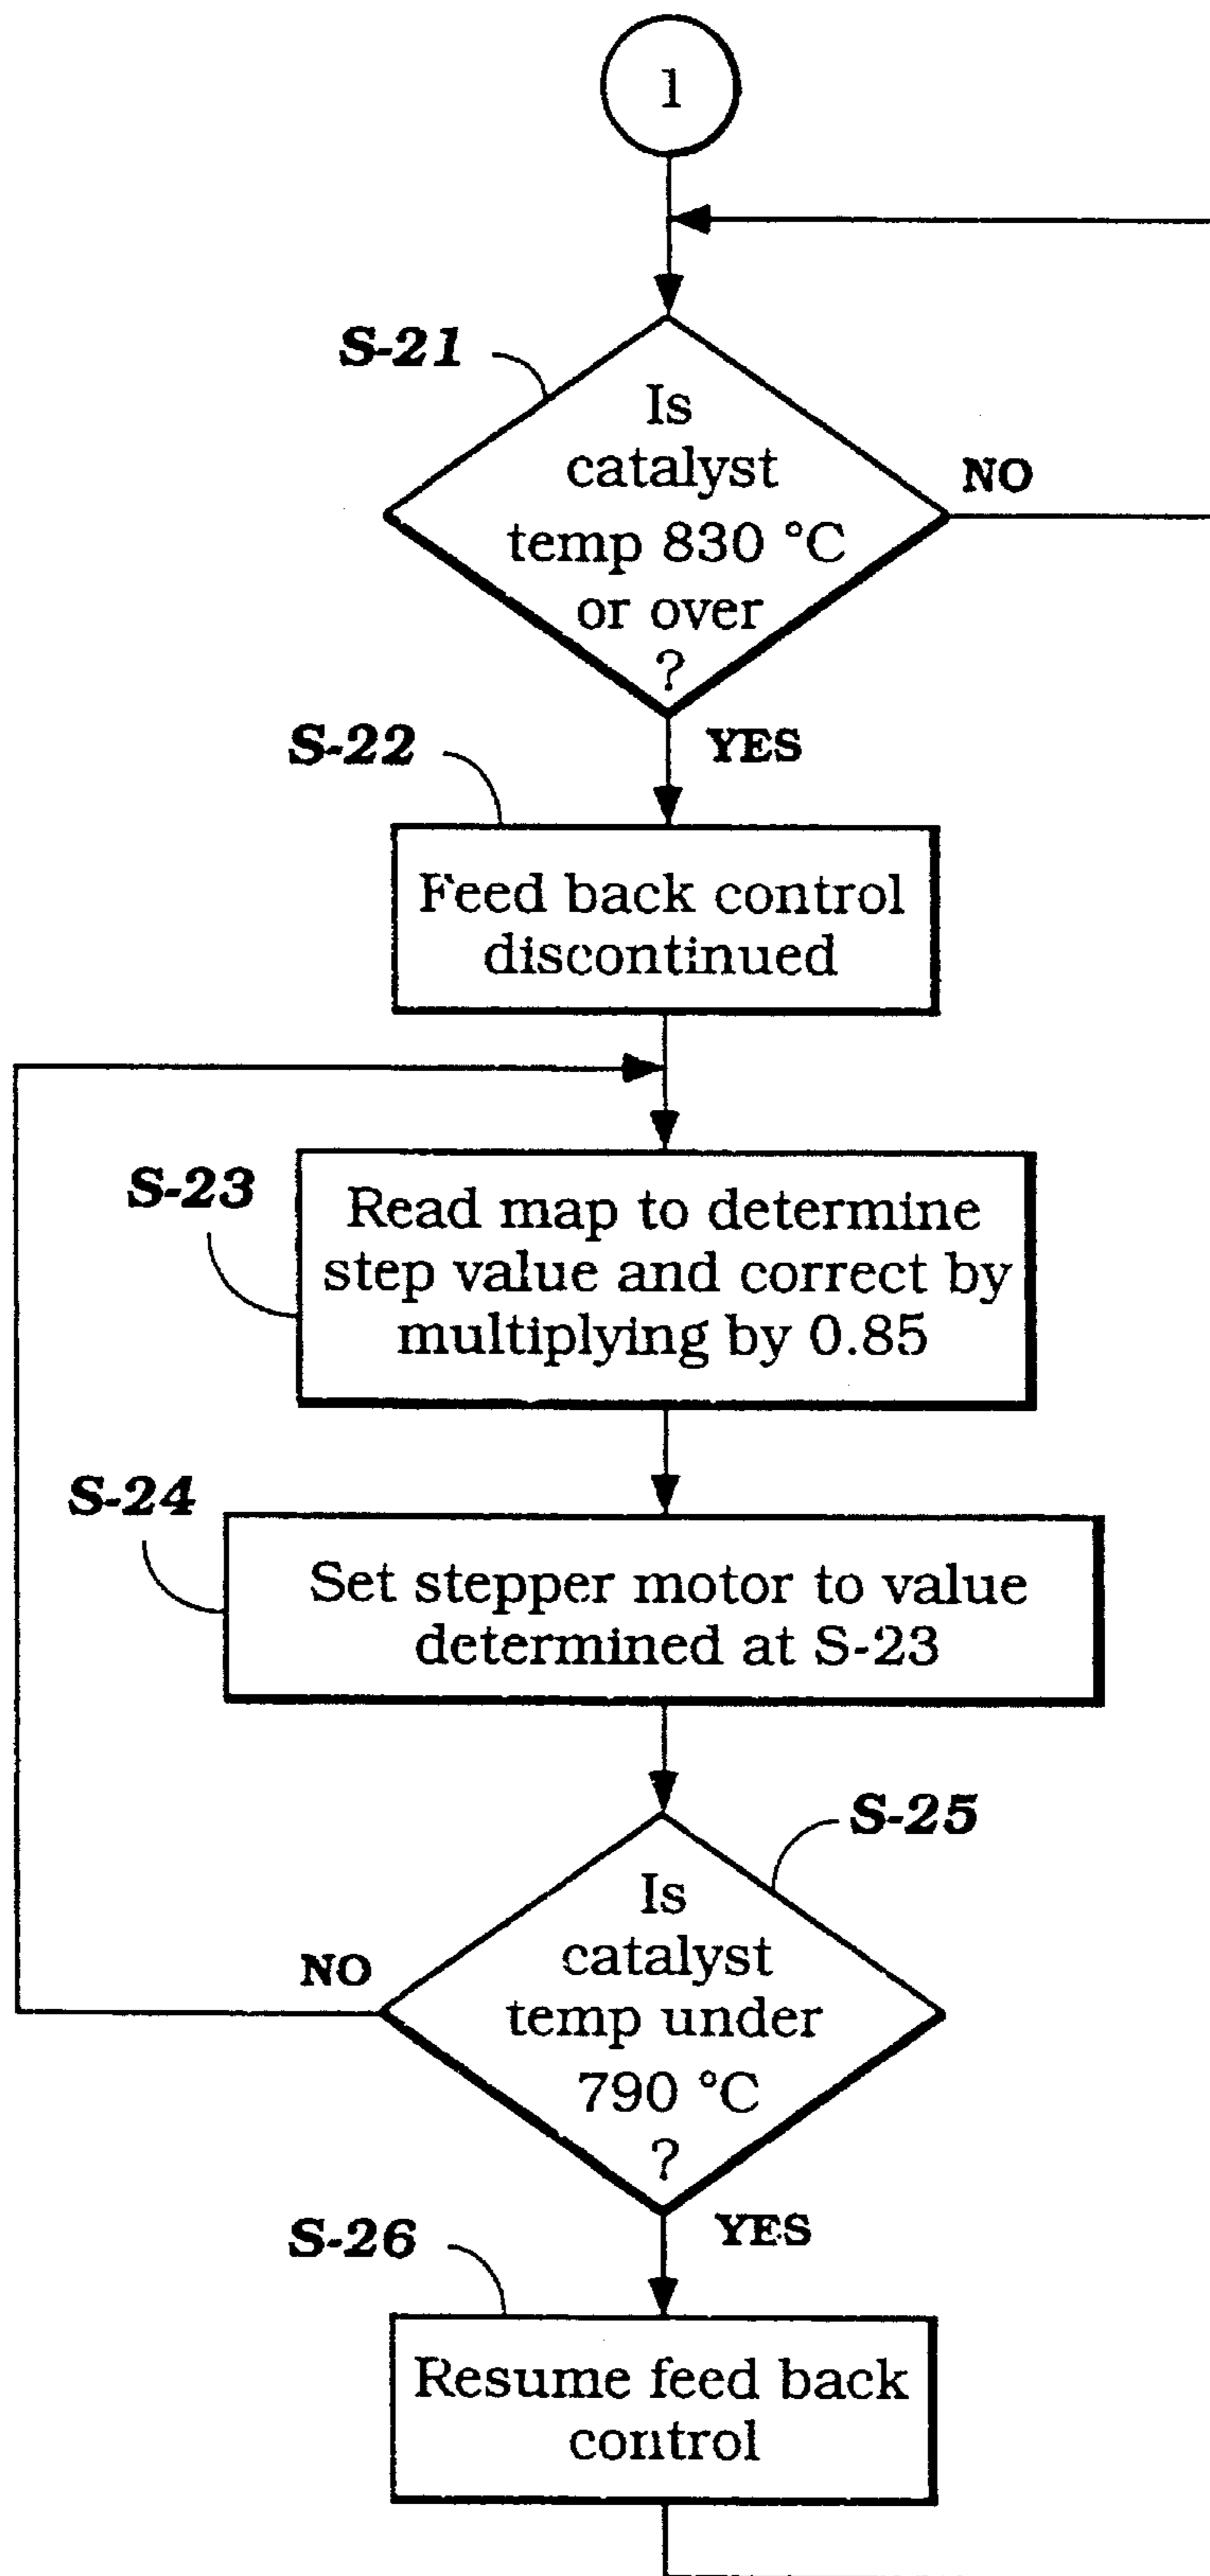 1
S-21
Is
catalyst
temp 830 °C
or over
?
NO
YES
S-22
Feed back control
discontinued
S-23
Read map to determine
step value and correct by
multiplying by 0.85
S-24
Set stepper motor to value
determined at S-23
S-25
Is
catalyst
temp under
790 °C
?
NO
YES
S-26
Resume feed back
control